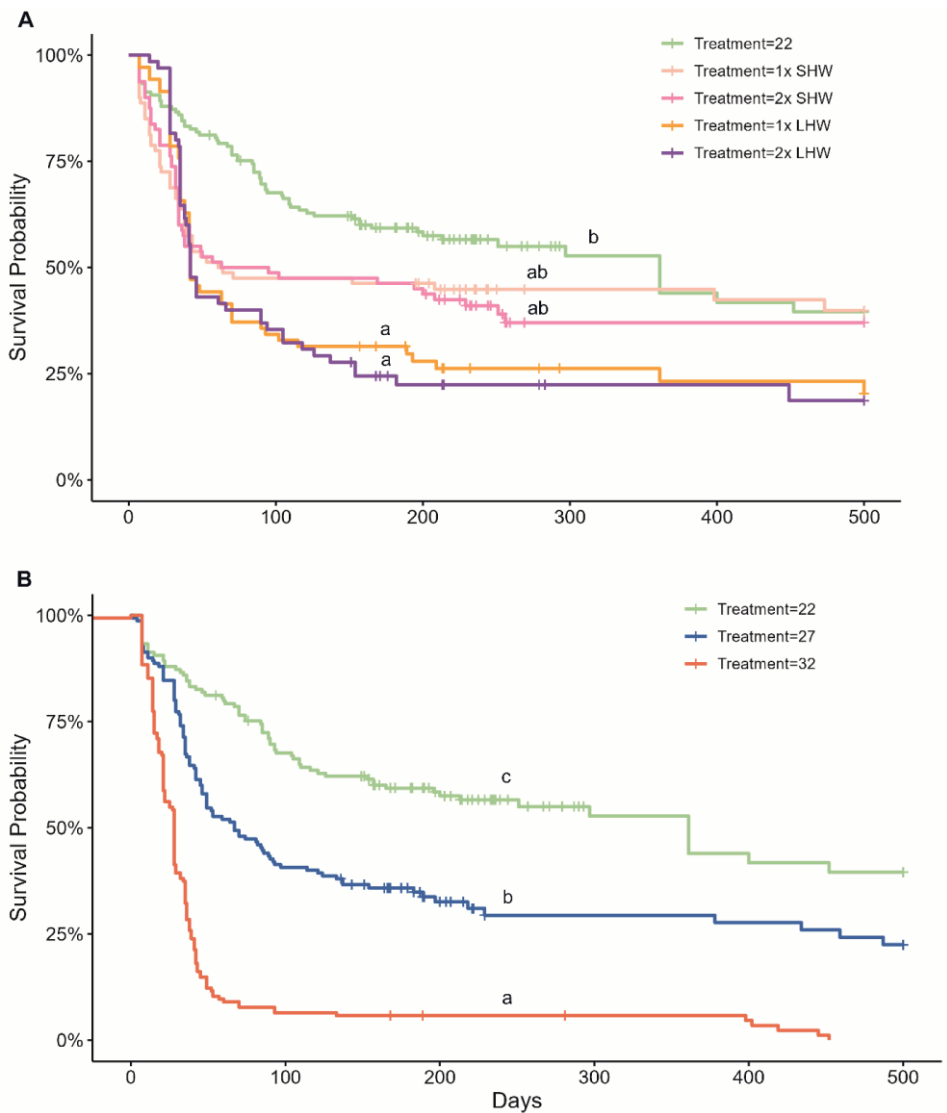 A
100%
75%
50%
25%
0%
Survival Probability
Treatment=22
Treatment=1x SHW
Treatment=2x SHW
Treatment=1x LHW
Treatment=2x LHW
b
ab
ab
a
a
0 100 200 300 400 500
B
100%
75%
50%
25%
0%
Survival Probability
Treatment=22
Treatment=27
Treatment=32
c
b
a
0 100 200 300 400 500
Days